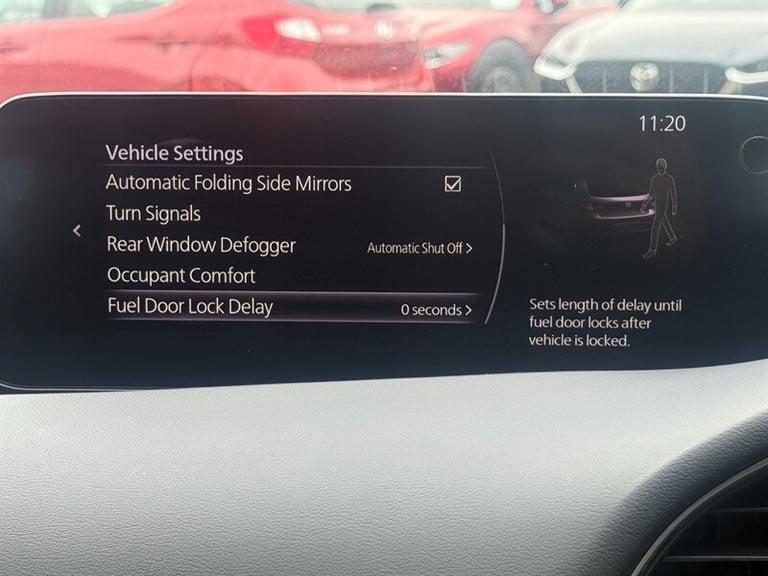 11:20
Vehicle Settings
Automatic Folding Side Mirrors
Turn Signals
Rear Window Defogger Automatic Shut Off >
Occupant Comfort
Fuel Door Lock Delay 0 seconds >
Sets length of delay until
fuel door locks after
vehicle is locked.